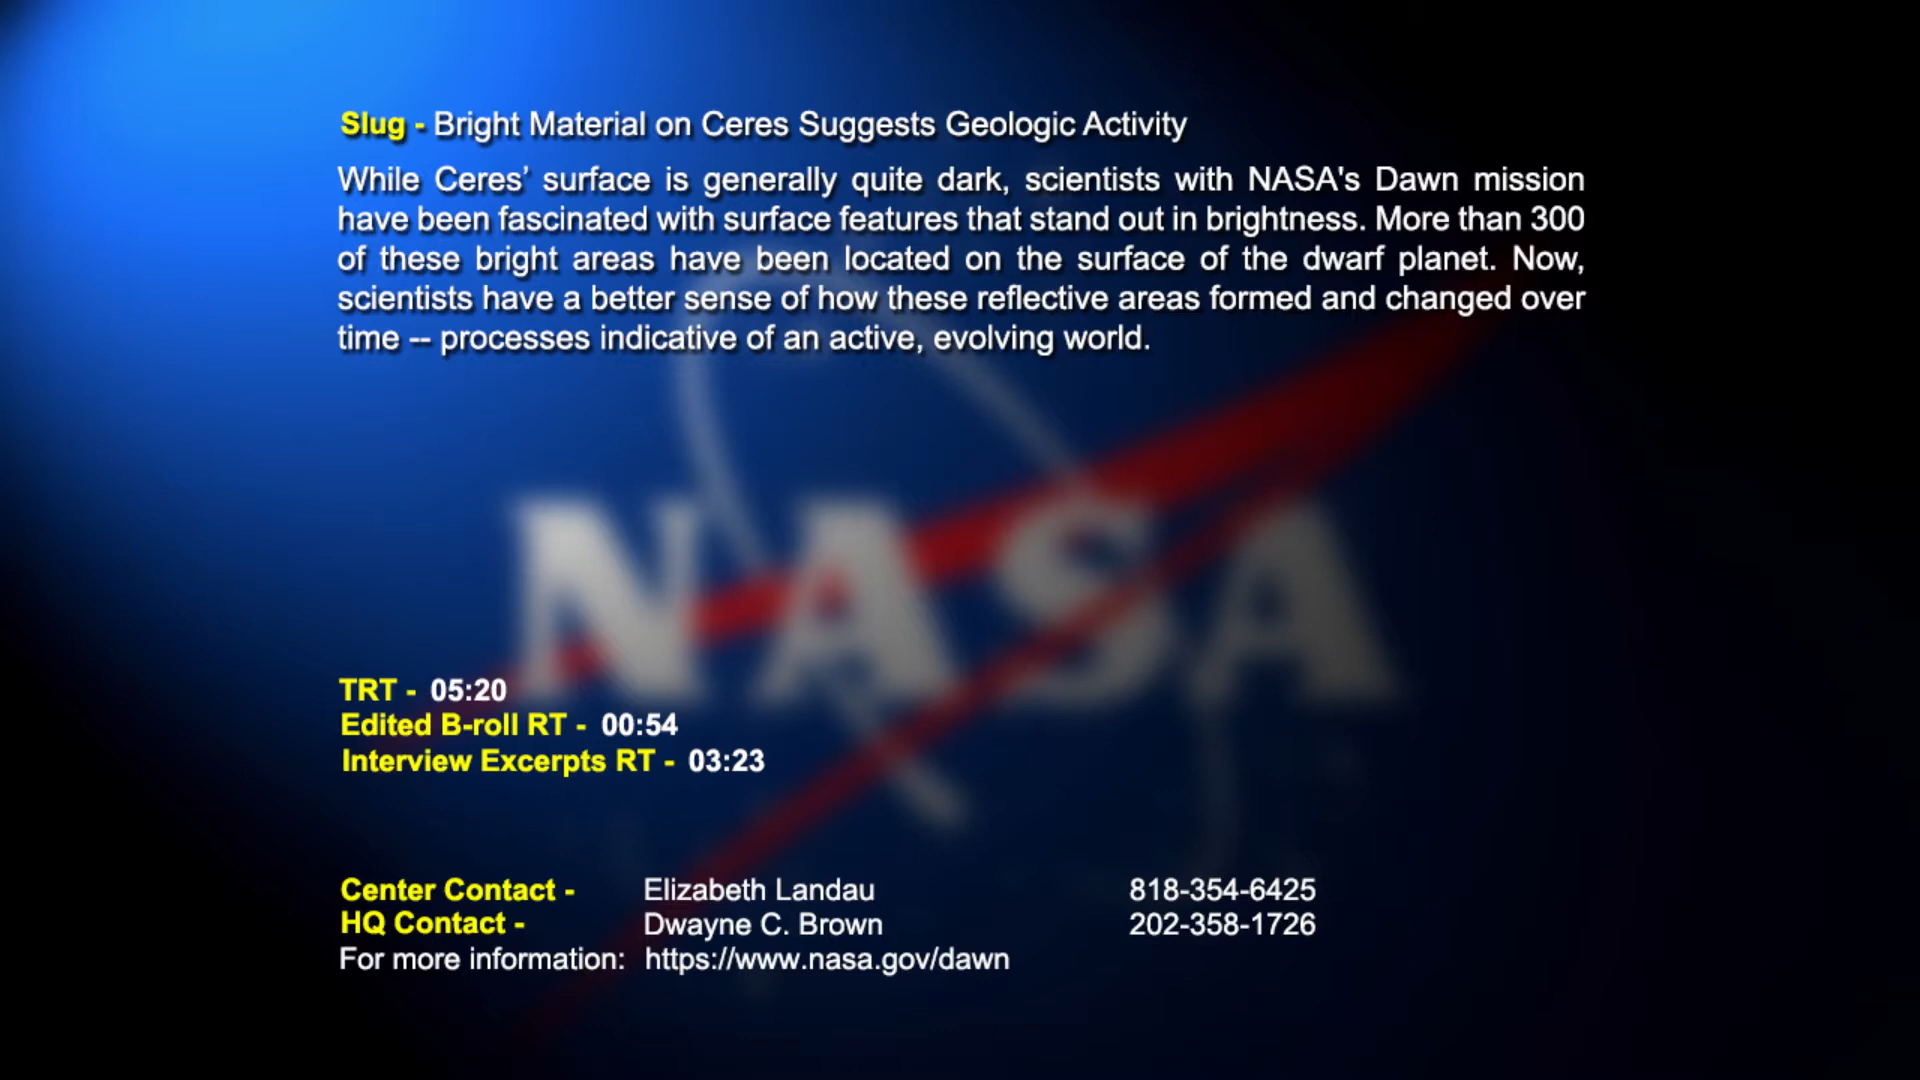 Slug - Bright Material on Ceres Suggests Geologic Activity
While Ceres’ surface is generally quite dark, scientists with NASA's Dawn mission
have been fascinated with surface features that stand out in brightness. More than 300
of these bright areas have been located on the surface of the dwarf planet. Now,
scientists have a better sense of how these reflective areas formed and changed over
time -- processes indicative of an active, evolving world.
NASA
TRT - 05:20
Edited B-roll RT - 00:54
Interview Excerpts RT - 03:23
Center Contact - Elizabeth Landau 818-354-6425
HQ Contact - Dwayne C. Brown 202-358-1726
For more information: https://www.nasa.gov/dawn